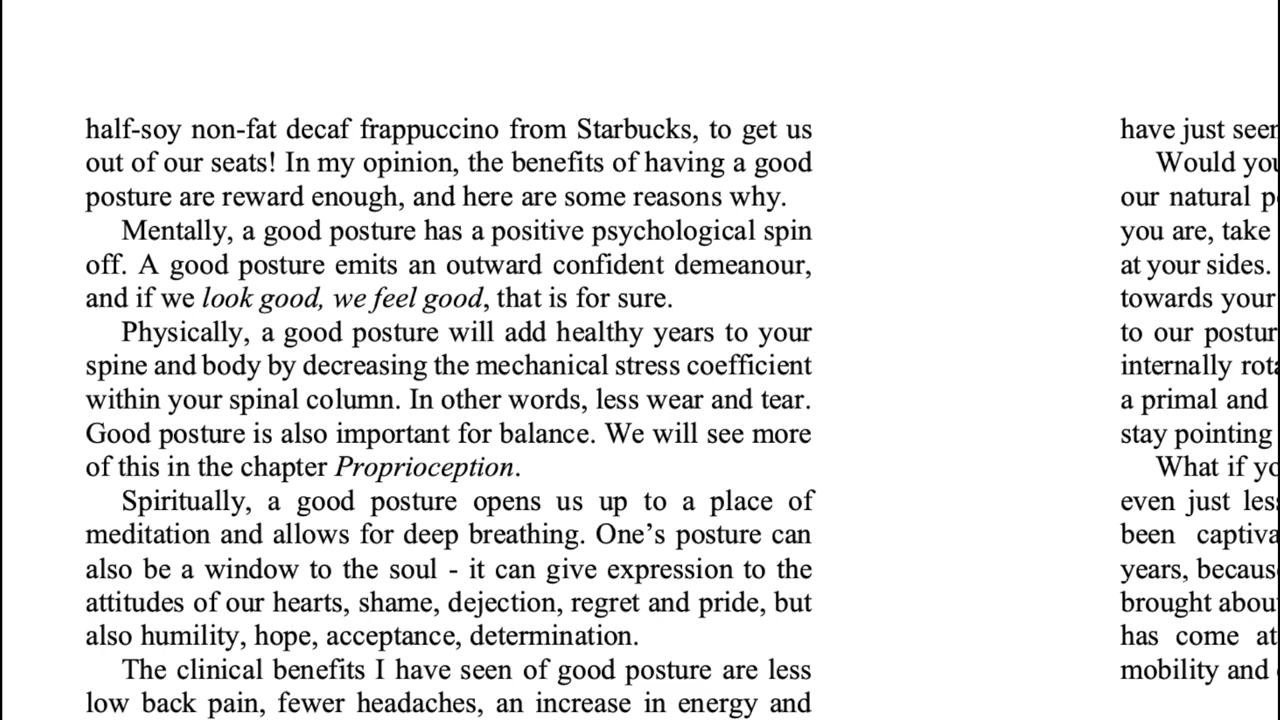 half-soy non-fat decaf frappuccino from Starbucks, to get us
out of our seats! In my opinion, the benefits of having a good
posture are reward enough, and here are some reasons why.
Mentally, a good posture has a positive psychological spin
off. A good posture emits an outward confident demeanour,
and if we look good, we feel good, that is for sure.
Physically, a good posture will add healthy years to your
spine and body by decreasing the mechanical stress coefficient
within your spinal column. In other words, less wear and tear.
Good posture is also important for balance. We will see more
of this in the chapter Proprioception.
Spiritually, a good posture opens us up to a place of
meditation and allows for deep breathing. One’s posture can
also be a window to the soul - it can give expression to the
attitudes of our hearts, shame, dejection, regret and pride, but
also humility, hope, acceptance, determination.
The clinical benefits I have seen of good posture are less
low back pain, fewer headaches, an increase in energy and
have just
Would
our natural
you are, take
at your sides.
towards your
to our
internally
a primal and
stay pointing
What if
even just
been
years,
brought
has come
mobility and